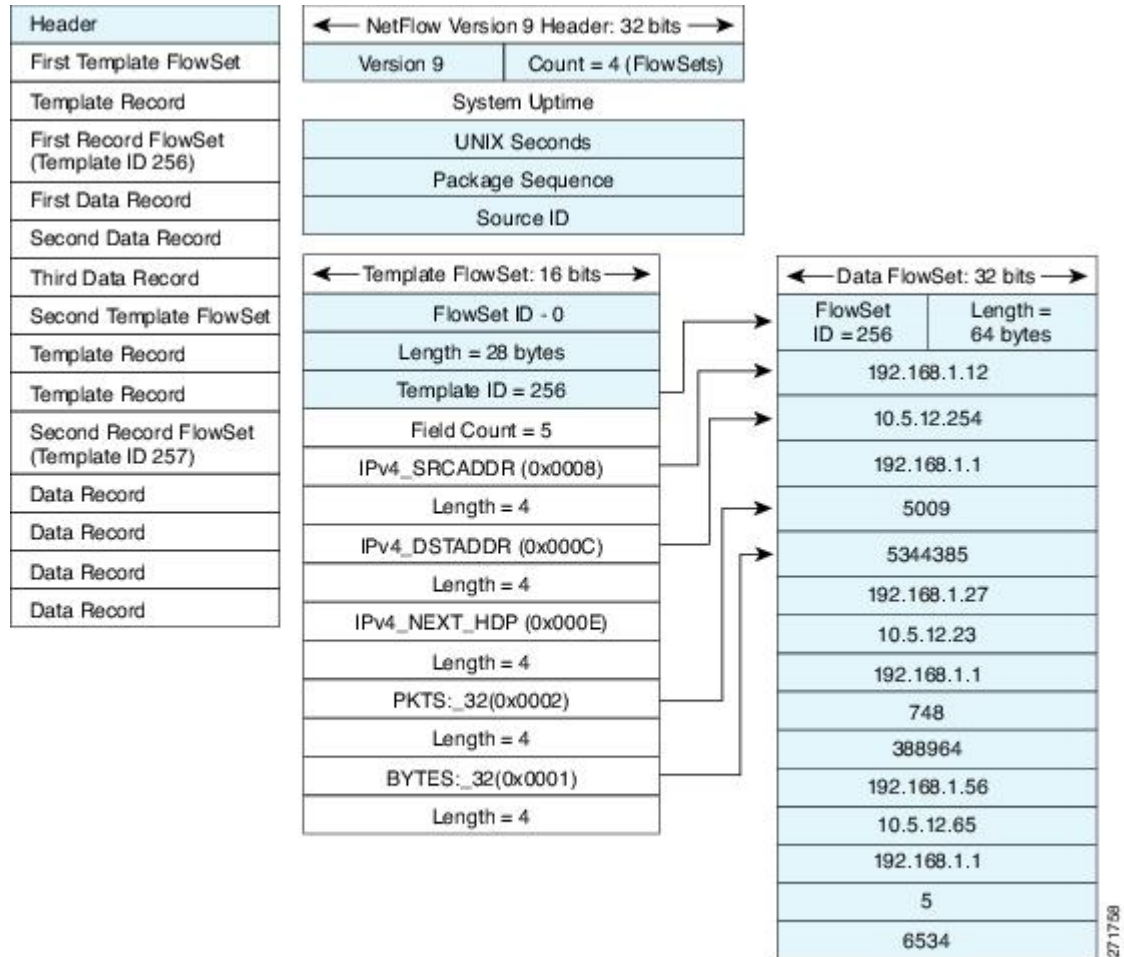 Header
First Template FlowSet
Template Record
First Record FlowSet
(Template ID 256)
First Data Record
Second Data Record
Third Data Record
Second Template FlowSet
Template Record
Template Record
Second Record FlowSet
(Template ID 257)
Data Record
Data Record
Data Record
Data Record
NetFlow Version 9 Header: 32 bits
Version 9
Count = 4 (FlowSets)
System Uptime
UNIX Seconds
Package Sequence
Source ID
Template FlowSet: 16 bits
FlowSet ID - 0
Length = 28 bytes
Template ID = 256
Field Count = 5
IPv4_SRCADDR (0x0008)
Length = 4
IPv4_DSTADDR (0x000C)
Length = 4
IPv4_NEXT_HDP (0x000E)
Length = 4
PKTS:_32(0x0002)
Length = 4
BYTES:_32(0x0001)
Length = 4
Data FlowSet: 32 bits
FlowSet
ID = 256
Length =
64 bytes
192.168.1.12
10.5.12.254
192.168.1.1
5009
5344385
192.168.1.27
10.5.12.23
192.168.1.1
748
388964
192.168.1.56
10.5.12.65
192.168.1.1
5
6534
271758